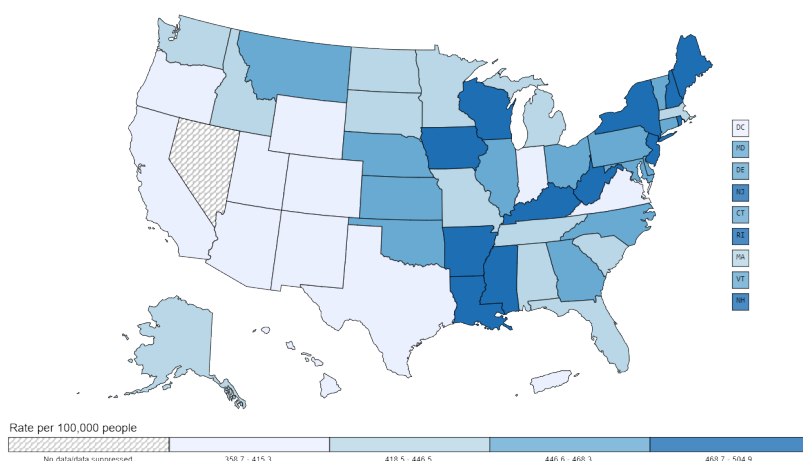 DC
MD
DE
NJ
CT
RI
MA
VT
NH
Rate per 100,000 people
No data/data suppressed
358.7 - 415.3
418.5 - 446.5
446.6 - 468.3
468.7 - 504.9